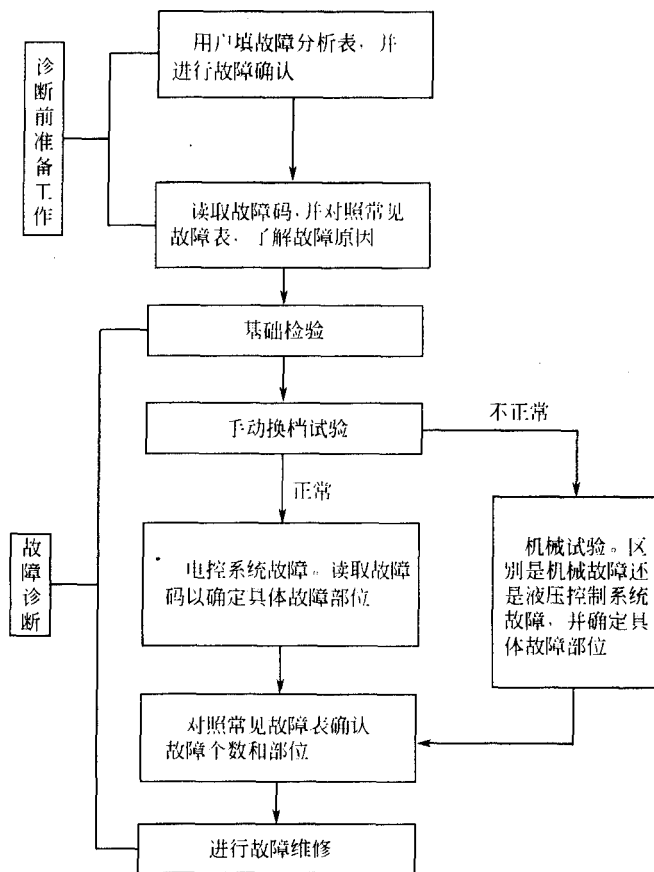 用户填故障分析表，并
进行故障确认
诊断前准备工作
读取故障码，并对照常见
故障表，了解故障原因
基础检验
手动换档试验
不正常
正常
故障诊断
电控系统故障。读取故障
码以确定具体故障部位
机械试验。区
别是机械故障还
是液压控制系统
故障，并确定具
体故障部位
对照常见故障表确认
故障个数和部位
进行故障维修